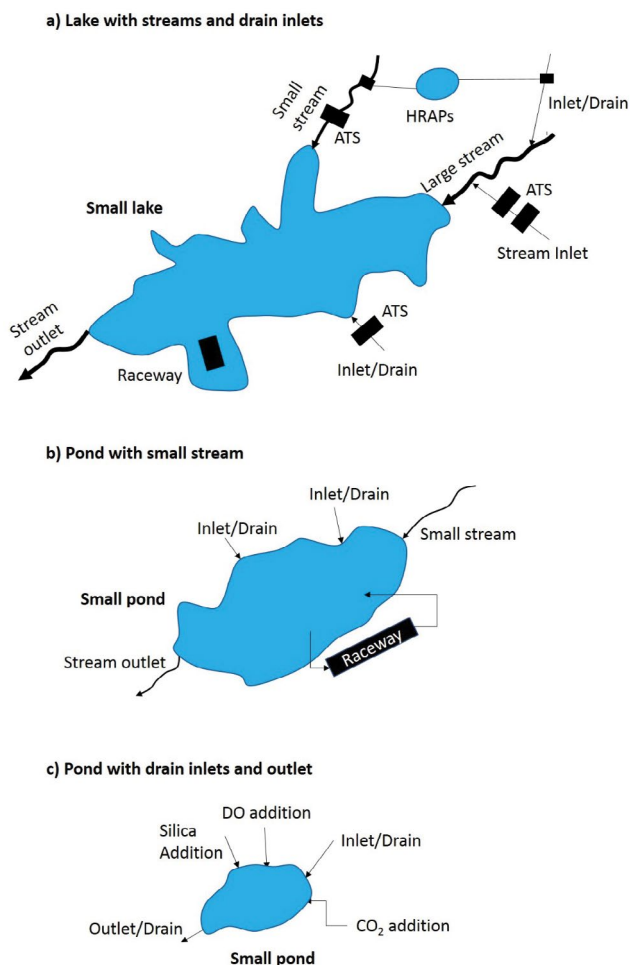 a) Lake with streams and drain inlets
Small
stream
ATS
HRAPs
Inlet/Drain
Large stream
ATS
Stream Inlet
Small lake
Stream
outlet
Raceway
ATS
Inlet/Drain
b) Pond with small stream
Inlet/Drain
Inlet/Drain
Small stream
Small pond
Raceway
Stream outlet
c) Pond with drain inlets and outlet
DO addition
Silica
Addition
Inlet/Drain
Outlet/Drain
CO₂ addition
Small pond